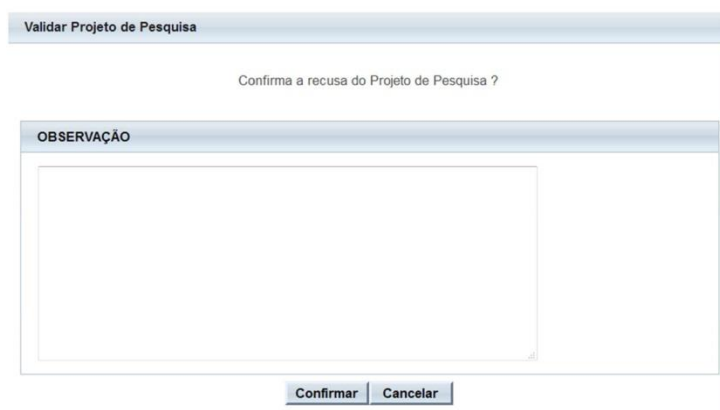 Validar Projeto de Pesquisa
Confirma a recusa do Projeto de Pesquisa ?
OBSERVAÇÃO
Confirmar Cancelar